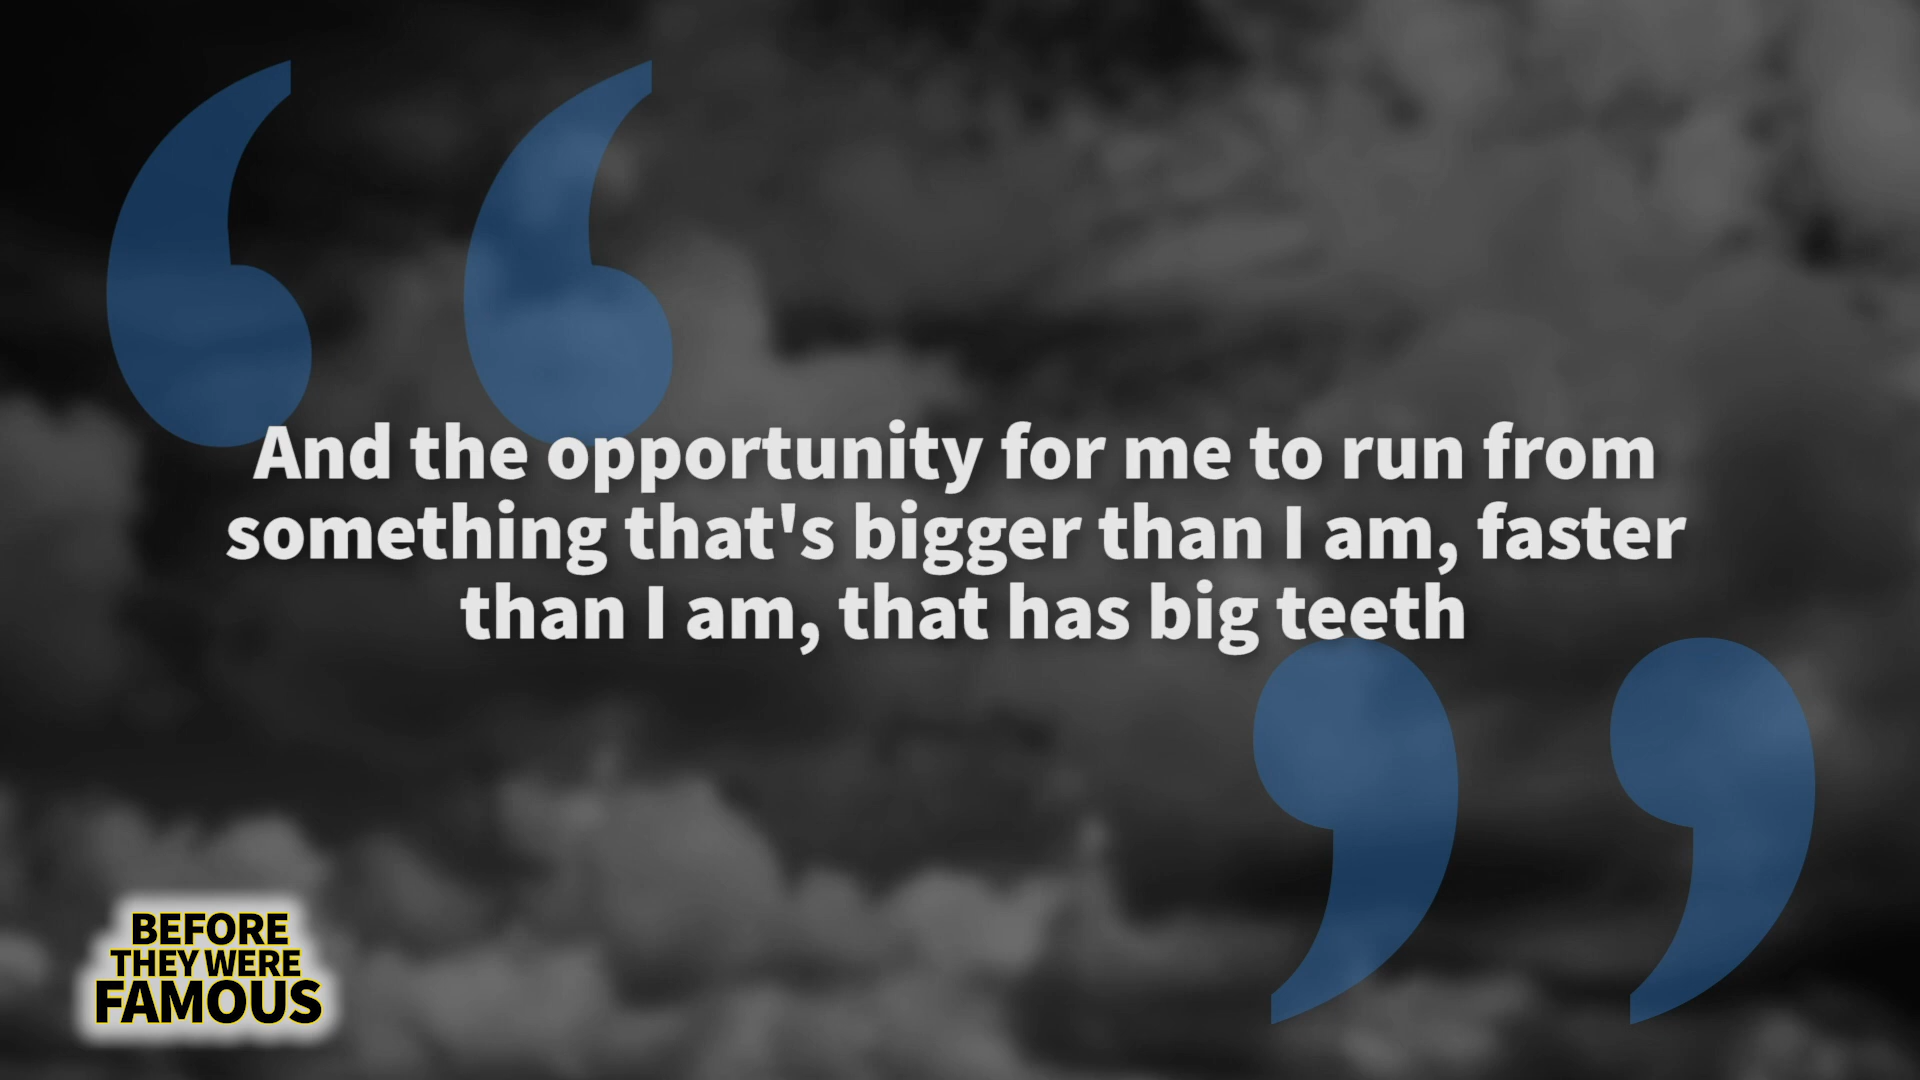 And the opportunity for me to run from
something that's bigger than I am, faster
than I am, that has big teeth
BEFORE
THEY WERE
FAMOUS